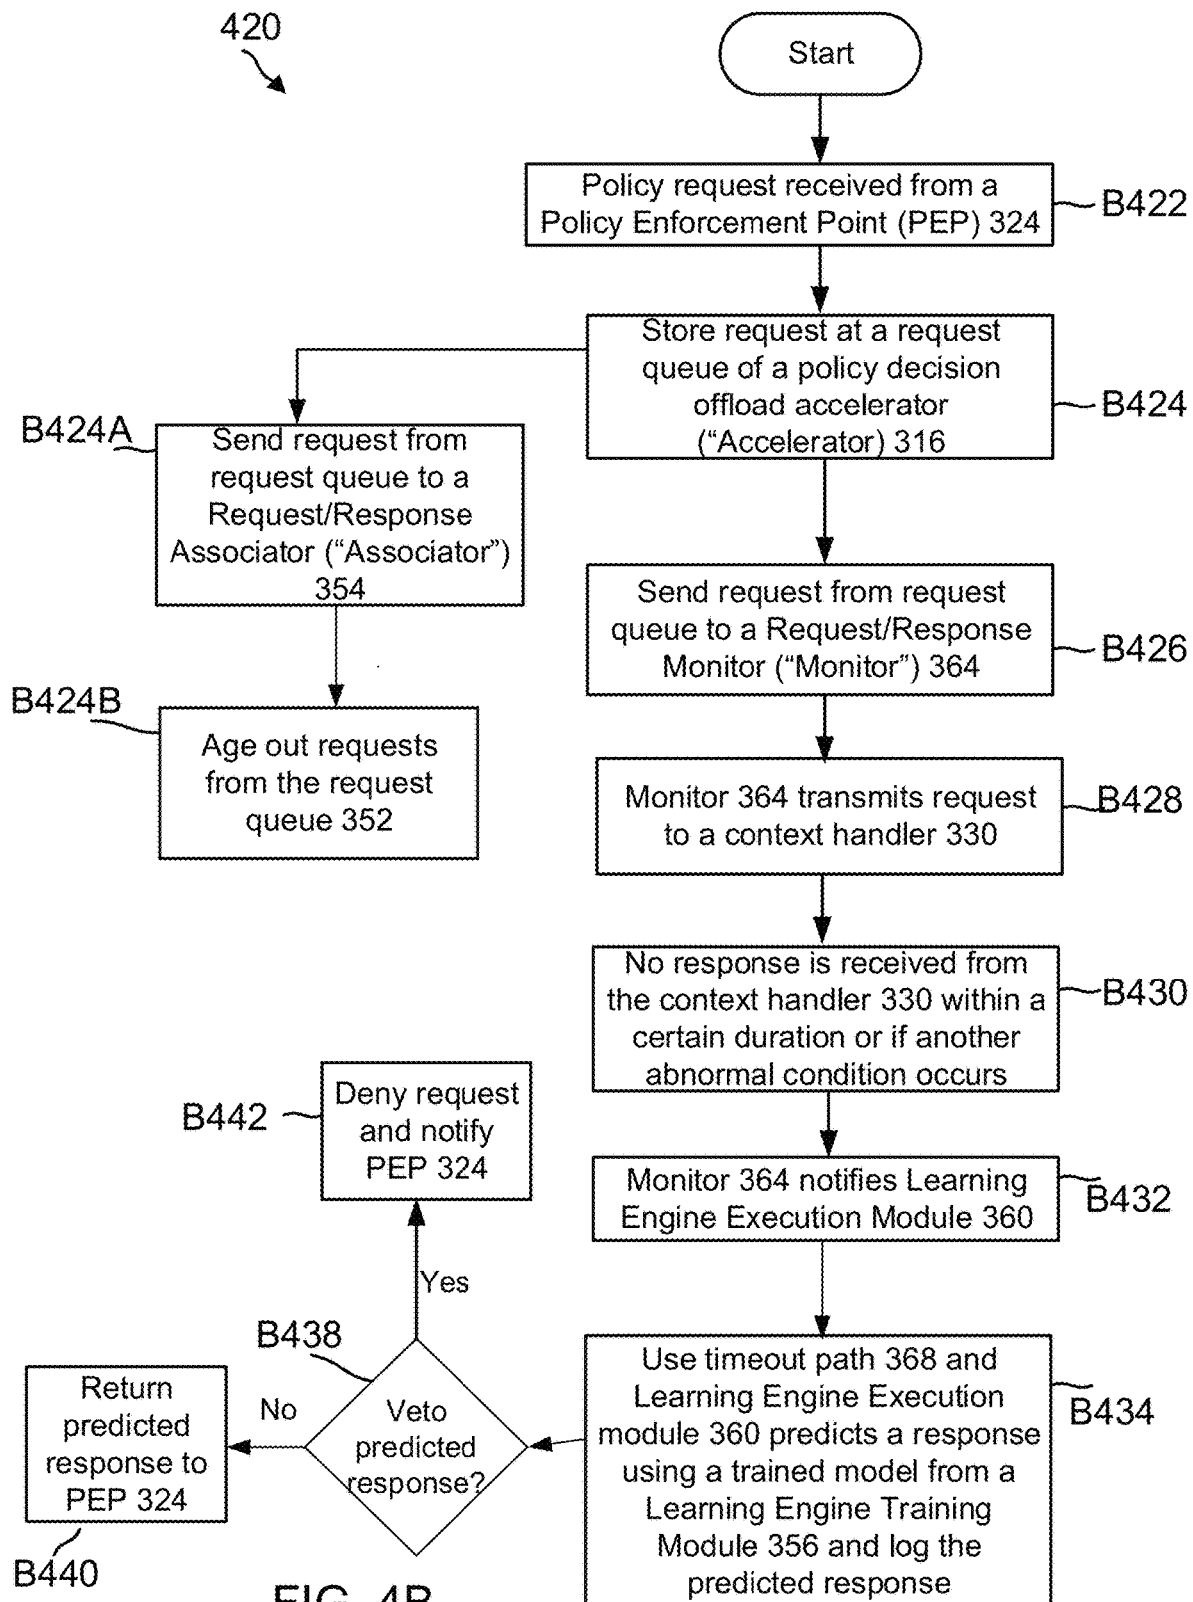 420
Start
Policy request received from a
Policy Enforcement Point (PEP) 324
B422
Store request at a request
queue of a policy decision
offload accelerator
(“Accelerator) 316
B424
B424A
Send request from
request queue to a
Request/Response
Associator (“Associator”)
354
Send request from request
queue to a Request/Response
Monitor (“Monitor”) 364
B426
B424B
Age out requests
from the request
queue 352
Monitor 364 transmits request
to a context handler 330
B428
No response is received from
the context handler 330 within a
certain duration or if another
abnormal condition occurs
B430
B442
Deny request
and notify
PEP 324
Monitor 364 notifies Learning
Engine Execution Module 360
B432
Yes
B438
Veto
predicted
response?
No
Return
predicted
response to
PEP 324
B440
Use timeout path 368 and
Learning Engine Execution
module 360 predicts a response
using a trained model from a
Learning Engine Training
Module 356 and log the
predicted response
B434
FIG. 4B